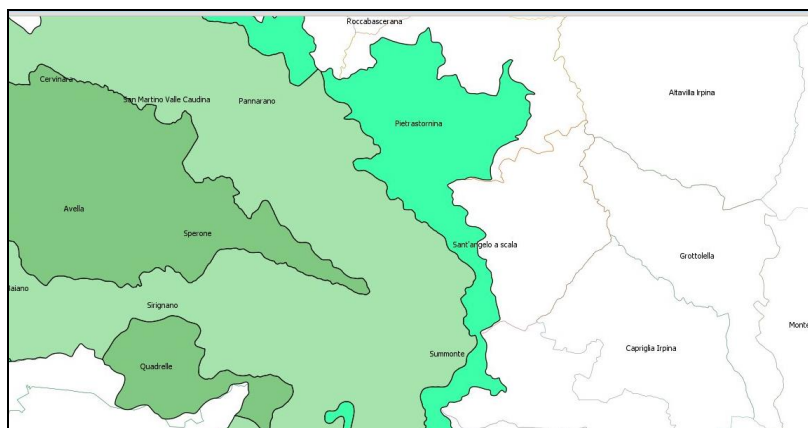 Roccabascerana
Cervinara
San Martino Valle Caudina
Pannarano
Altavilla Irpina
Pietrastornina
Avella
Sperone
Sant'angelo a scala
Grottolella
Sirignano
Summonte
Capriglia Irpina
Quadrelle